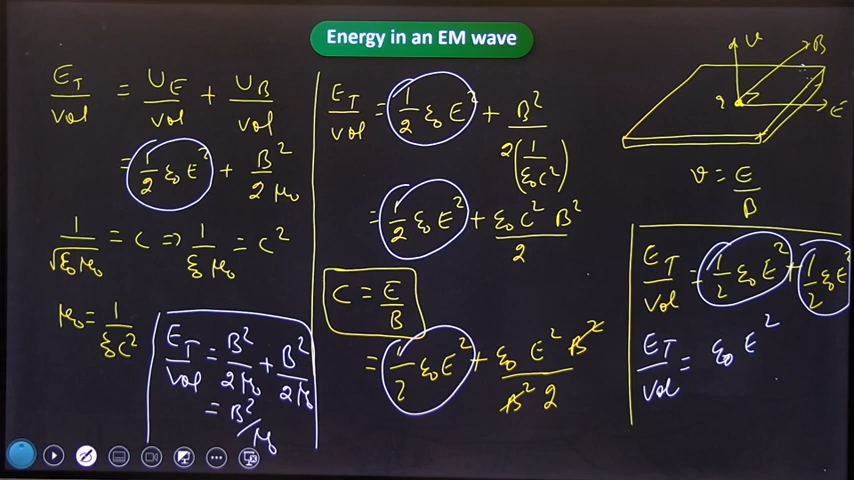 Energy in an EM wave
E_T/vol = U_E/vol + U_B/vol
= 1/2 ε₀E² + B²/2μ₀
1/√ε₀μ₀ = C ⇒ 1/ε₀μ₀ = C²
μ₀ = 1/ε₀C²
E_T/vol = B²/2μ₀ + B²/2μ₀
= B²/μ₀
E_T/vol = 1/2 ε₀E² + B²/2(1/ε₀C²)
= 1/2 ε₀E² + ε₀C²B²/2
C = E/B
= 1/2 ε₀E² + ε₀E²B²/B²2
v
B
q
E
v = E/B
E_T/vol = 1/2 ε₀E² + 1/2 ε₀E²
E_T/vol = ε₀E²